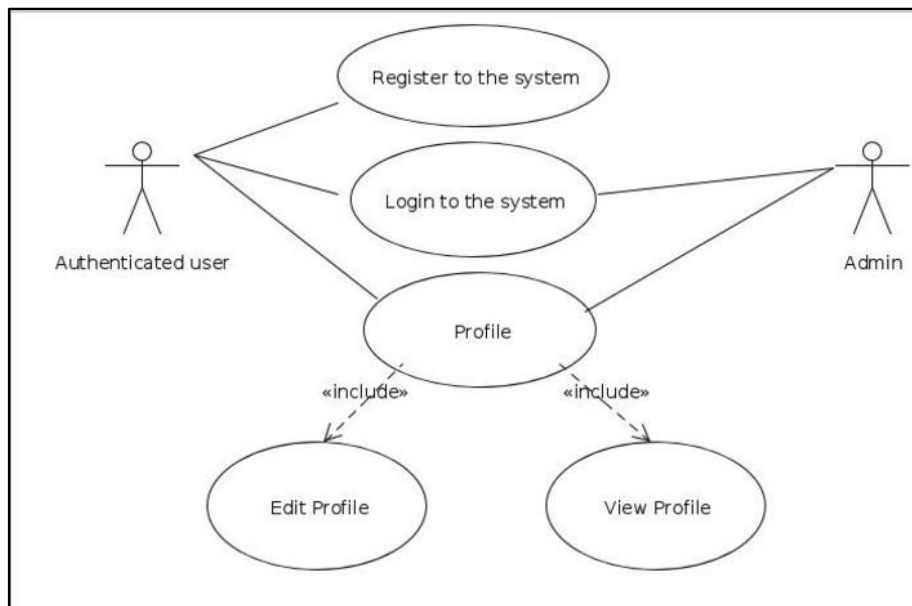 Register to the system
Login to the system
Authenticated user
Admin
Profile
«include»
«include»
Edit Profile
View Profile